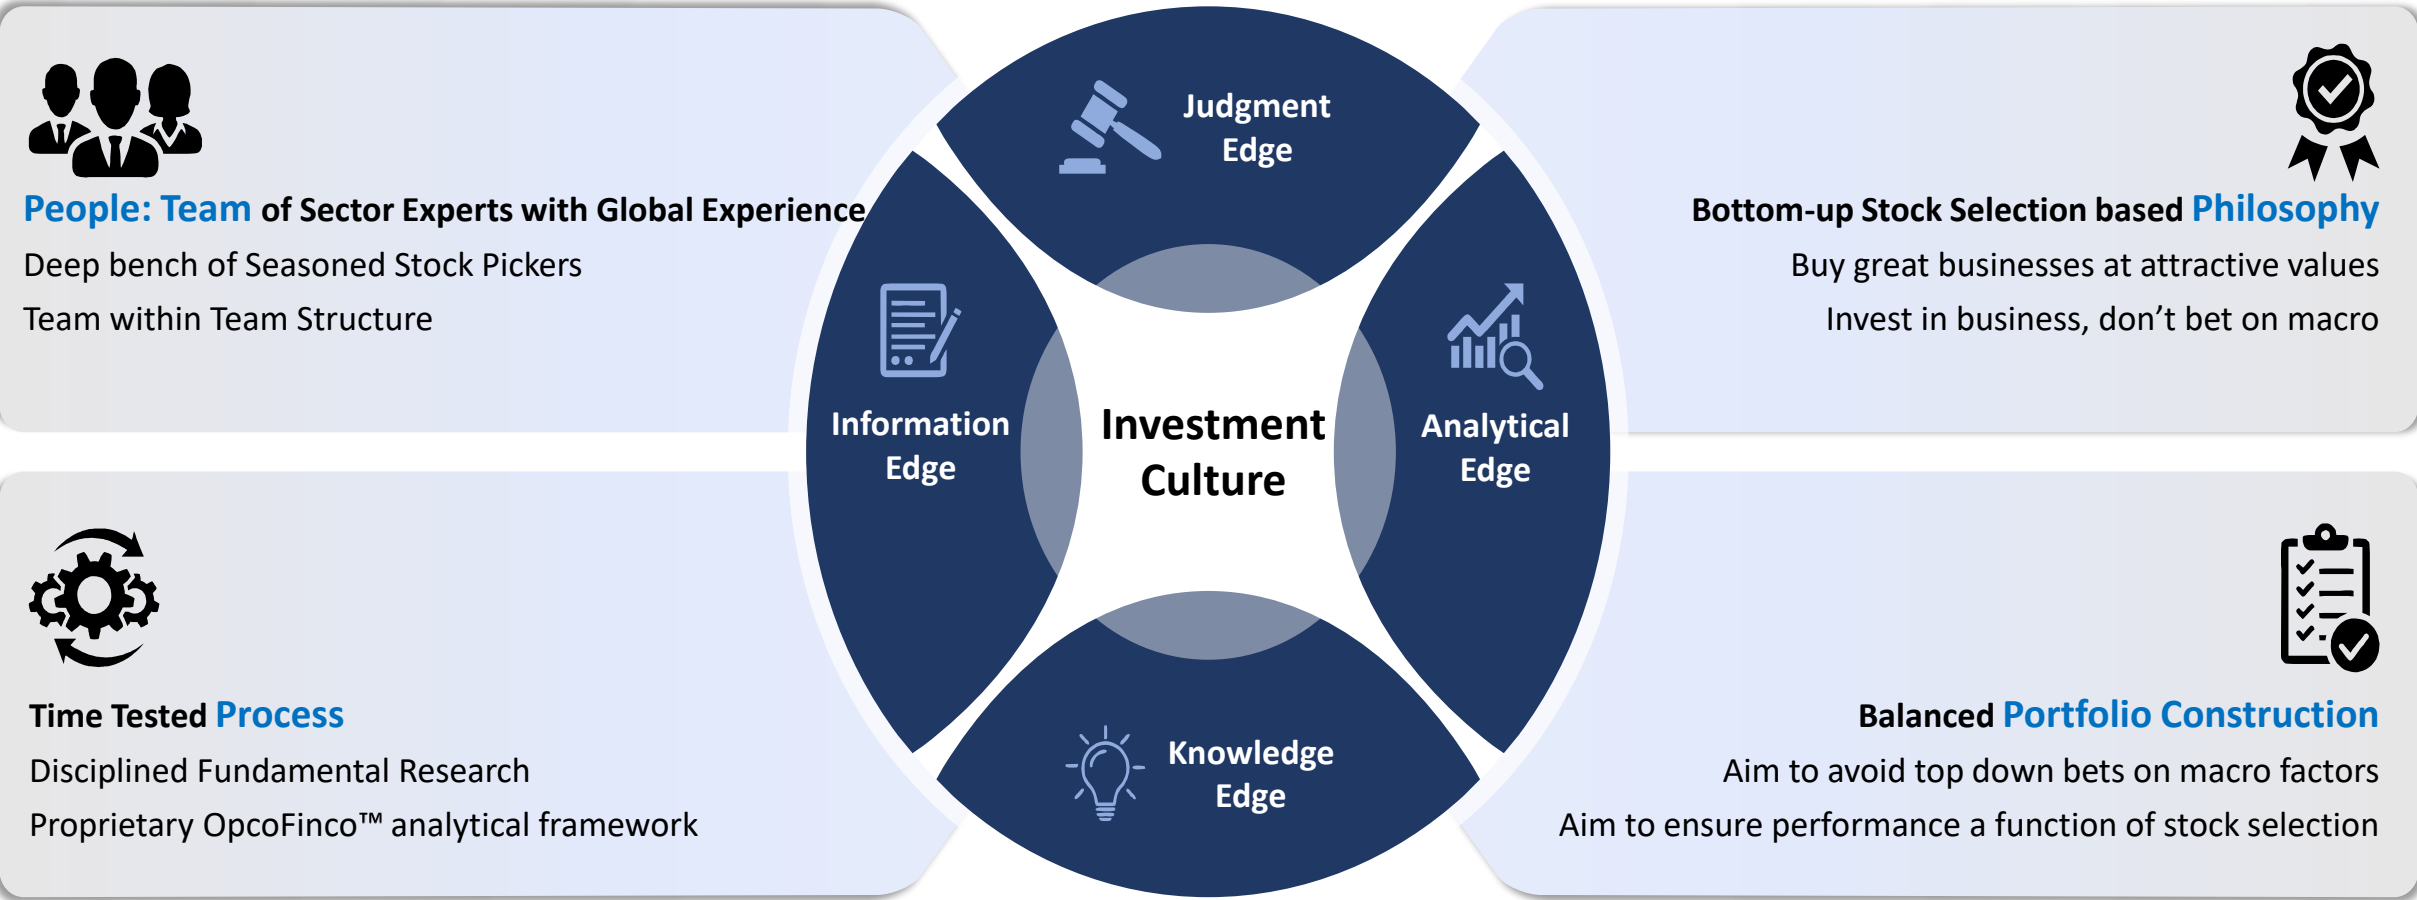 People: Team of Sector Experts with Global Experience
Deep bench of Seasoned Stock Pickers
Team within Team Structure
Judgment
Edge
Bottom-up Stock Selection based Philosophy
Buy great businesses at attractive values
Invest in business, don’t bet on macro
Information
Edge
Investment
Culture
Analytical
Edge
Time Tested Process
Disciplined Fundamental Research
Proprietary OpcoFinco™ analytical framework
Knowledge
Edge
Balanced Portfolio Construction
Aim to avoid top down bets on macro factors
Aim to ensure performance a function of stock selection